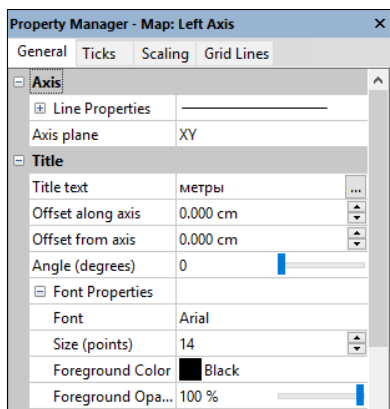 Property Manager - Map: Left Axis
General Ticks Scaling Grid Lines
Axis
Line Properties
Axis plane XY
Title
Title text метры ...
Offset along axis 0.000 cm
Offset from axis 0.000 cm
Angle (degrees) 0
Font Properties
Font Arial
Size (points) 14
Foreground Color Black
Foreground Opa... 100 %